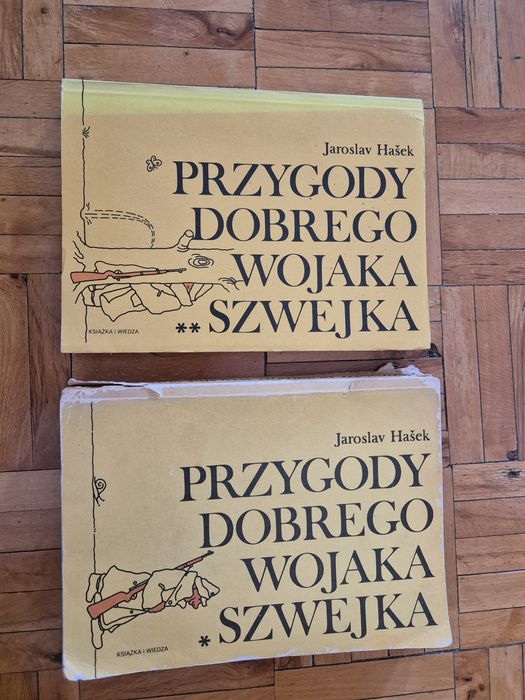 Jaroslav Hašek
PRZYGODY
DOBREGO
WOJAKA
** SZWEJKA
KSIĄŻKA i WIEDZA
Jaroslav Hašek
PRZYGODY
DOBREGO
WOJAKA
* SZWEJKA
KSIĄŻKA i WIEDZA